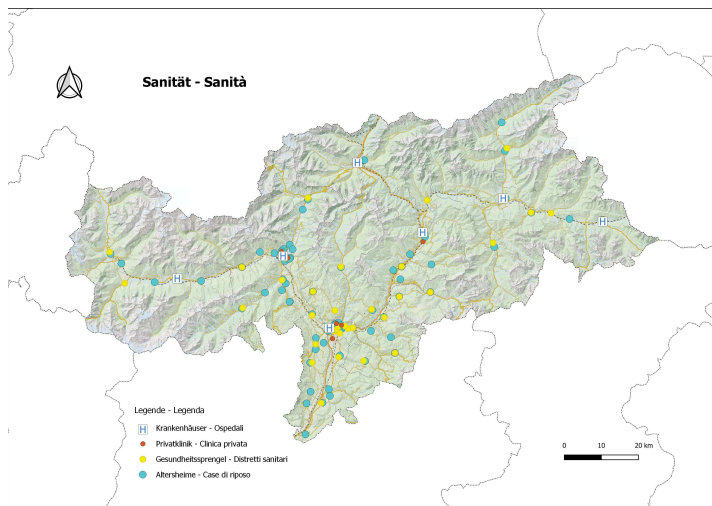 Sanität - Sanità
H
H
H
H
H
H
H
Legende - Legenda
H Krankenhäuser - Ospedali
Privatklinik - Clinica privata
Gesundheitssprengel - Distretti sanitari
Altersheime - Case di riposo
0 10 20 km